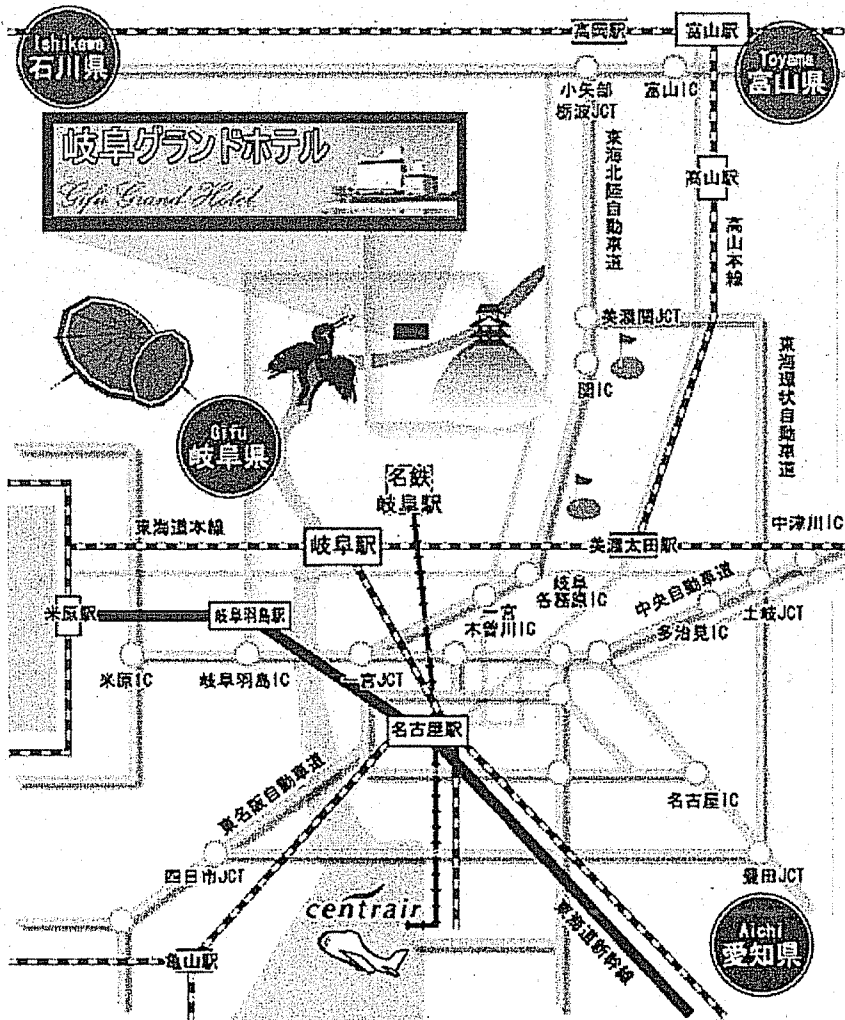 Ishikawa
石川県
高岡駅
富山駅
Toyama
富山県
小矢部
砺波JCT
富山IC
岐阜グランドホテル
Gifu Grand Hotel
東海北陸自動車道
高山駅
高山本線
美濃関JCT
関IC
東海環状自動車道
Gifu
岐阜県
名鉄
岐阜駅
東海道本線
岐阜駅
美濃太田駅
中津川IC
岐阜
各務原IC
中央自動車道
一宮
木曽川IC
多治見IC
土岐JCT
米原駅
岐阜羽島駅
米原IC
岐阜羽島IC
一宮JCT
名古屋駅
東名阪自動車道
名古屋IC
四日市JCT
豊田JCT
centrair
東海道新幹線
亀山駅
Aichi
愛知県